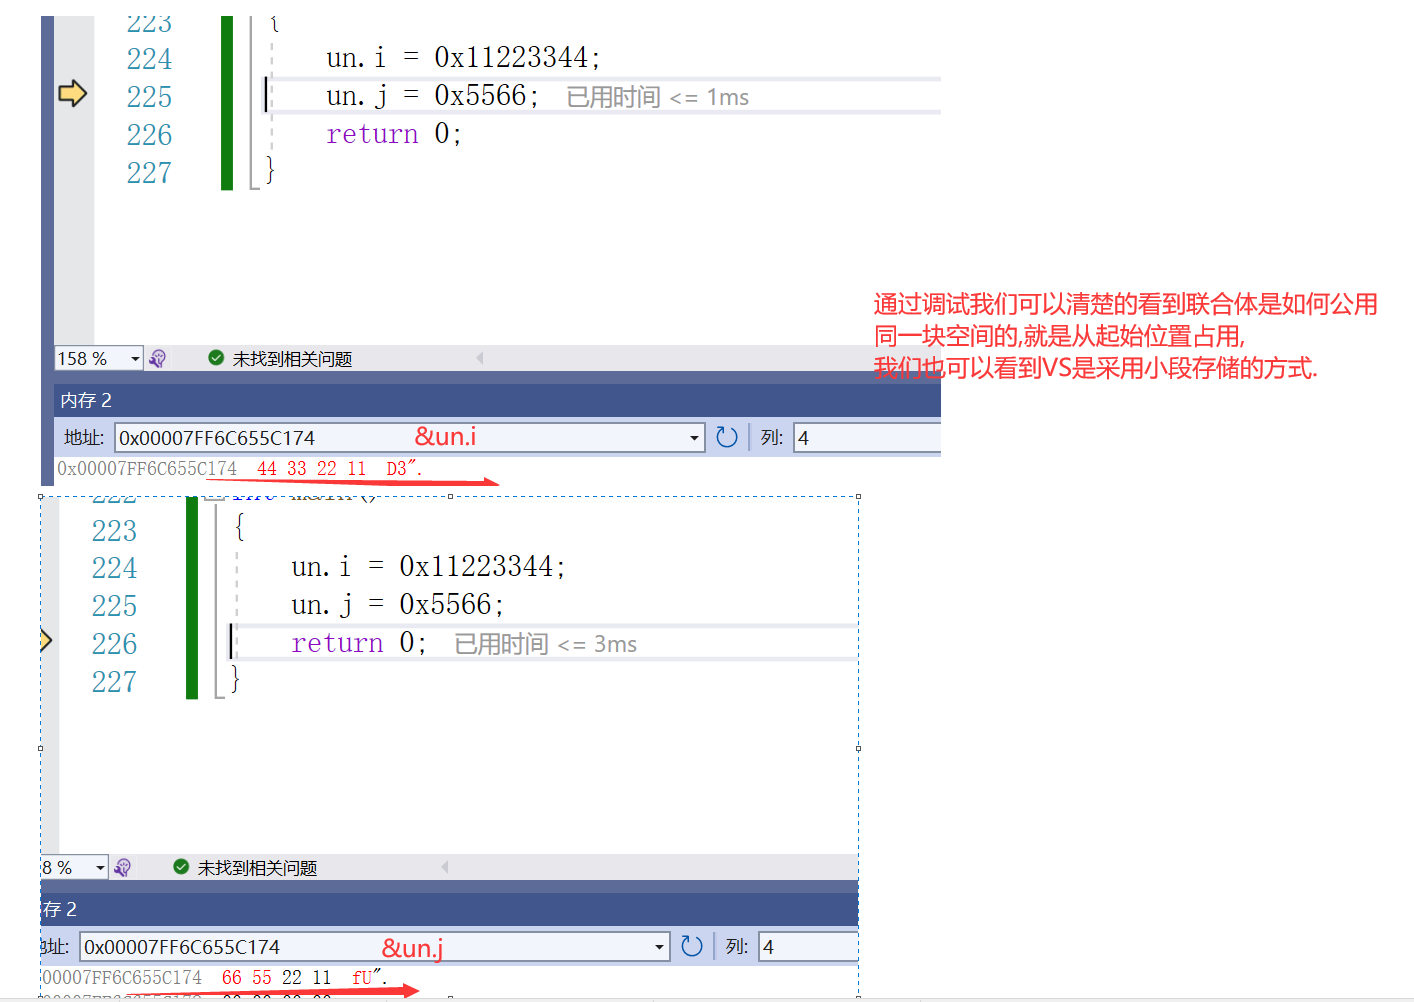 223 {
224 un.i = 0x11223344;
225 un.j = 0x5566; 已用时间 <= 1ms
226 return 0;
227 }
通过调试我们可以清楚的看到联合体是如何公用
同一块空间的,就是从起始位置占用,
我们也可以看到VS是采用小段存储的方式.
158 % 未找到相关问题
内存 2
地址: 0x00007FF6C655C174 &un.i 列: 4
0x00007FF6C655C174 44 33 22 11 D3".
222 int main()
223 {
224 un.i = 0x11223344;
225 un.j = 0x5566;
226 return 0; 已用时间 <= 3ms
227 }
8 % 未找到相关问题
存 2
地址: 0x00007FF6C655C174 &un.j 列: 4
00007FF6C655C174 66 55 22 11 fU".